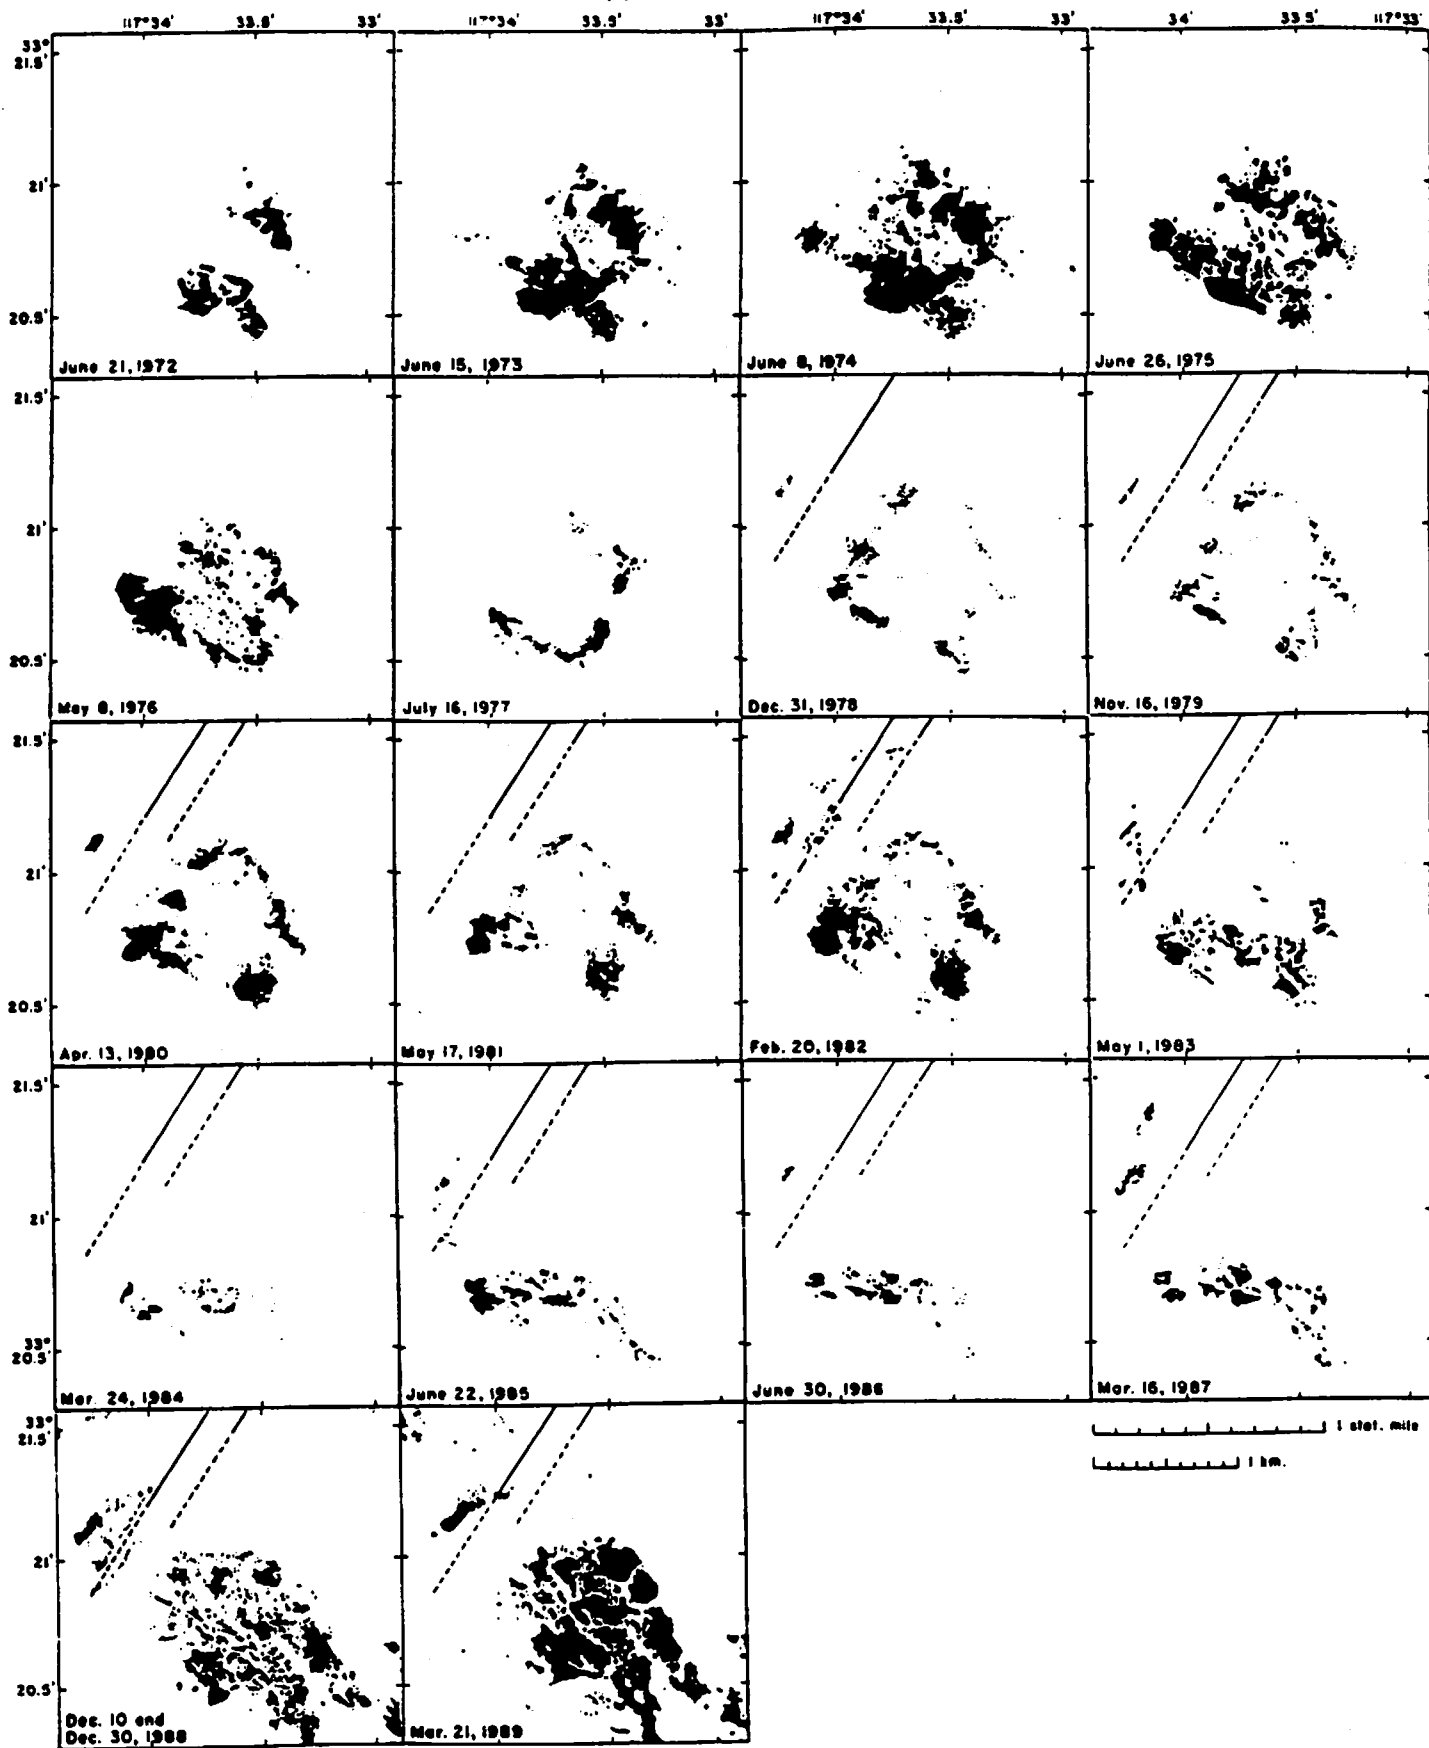 117°34' 33.5' 33' 117°34' 33.5' 117°34' 33.5' 33' 34' 33.5' 117°33'
33°
21.5'
21'
20.5'
June 21, 1972 June 15, 1973 June 8, 1974 June 26, 1975
21.5'
21'
20.5'
May 8, 1976 July 16, 1977 Dec. 31, 1978 Nov. 16, 1979
21.5'
21'
20.5'
Apr. 13, 1980 May 17, 1981 Feb. 20, 1982 May 1, 1983
21.5'
21'
33°
20.5'
Mar. 24, 1984 June 22, 1985 June 30, 1986 Mar. 16, 1987
33°
21.5'
1 stat. mile
1 km.
21'
20.5'
Dec. 10 and
Dec. 30, 1988 Mar. 21, 1989